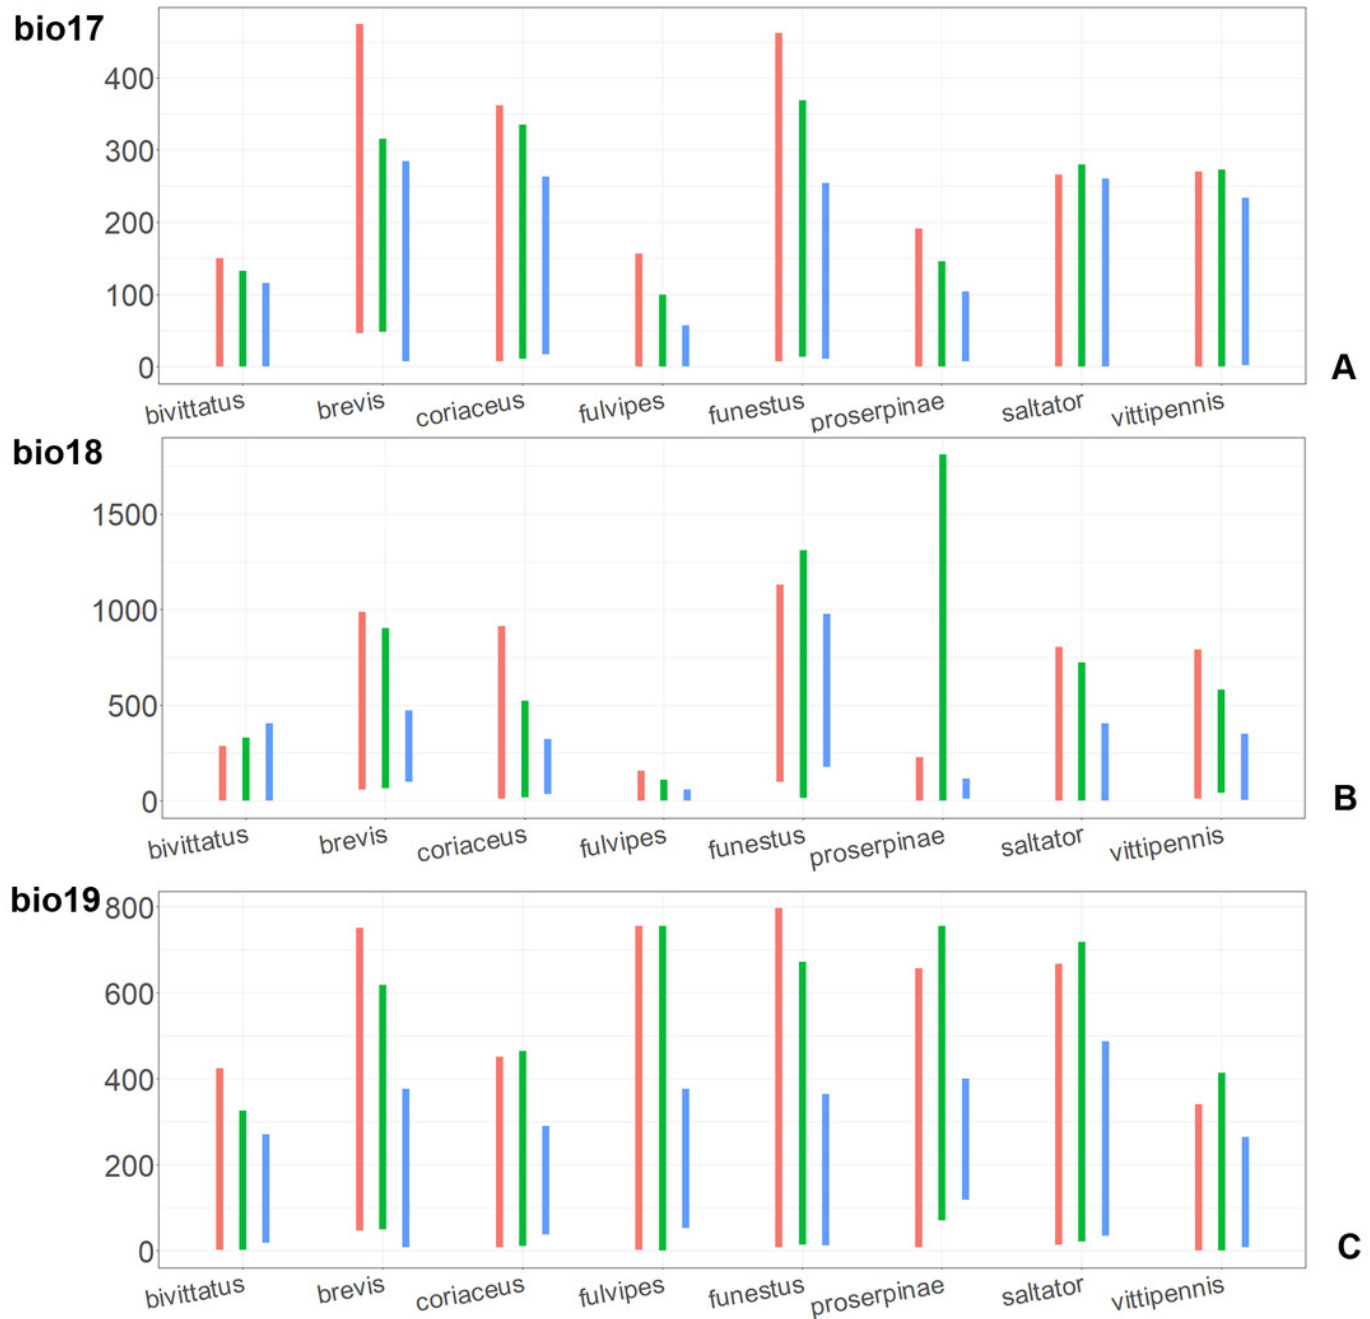 bio17
400
300
200
100
0
A
bivittatus brevis coriaceus fulvipes funestus proserpinae saltator vittipennis
bio18
1500
1000
500
0
B
bivittatus brevis coriaceus fulvipes funestus proserpinae saltator vittipennis
bio19
800
600
400
200
0
C
bivittatus brevis coriaceus fulvipes funestus proserpinae saltator vittipennis